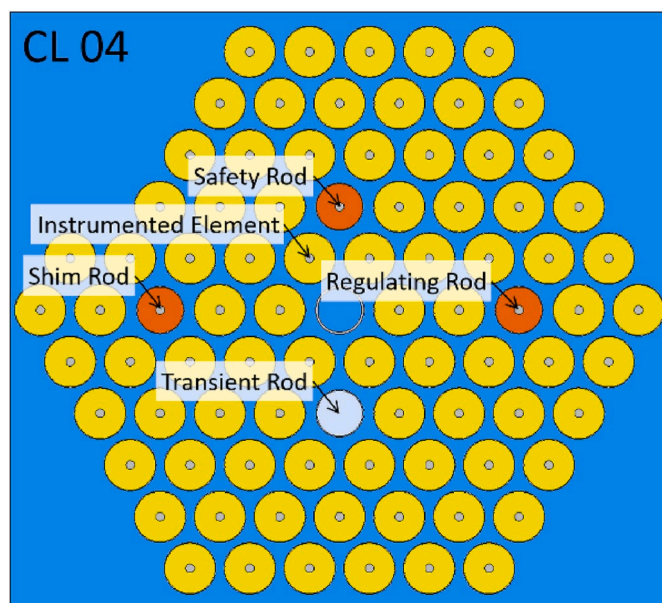 CL 04
Safety Rod
Instrumented Element
Shim Rod
Regulating Rod
Transient Rod